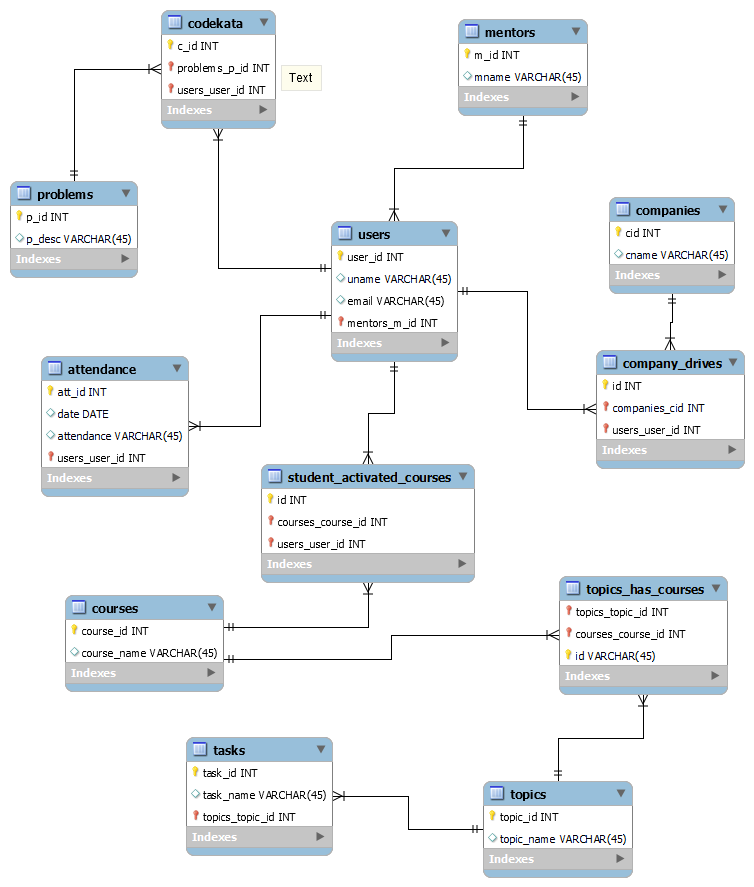 codekata
c_id INT
problems_p_id INT
users_user_id INT
Indexes
Text
mentors
m_id INT
mname VARCHAR(45)
Indexes
problems
p_id INT
p_desc VARCHAR(45)
Indexes
users
user_id INT
uname VARCHAR(45)
email VARCHAR(45)
mentors_m_id INT
Indexes
companies
cid INT
cname VARCHAR(45)
Indexes
attendance
att_id INT
date DATE
attendance VARCHAR(45)
users_user_id INT
Indexes
company_drives
id INT
companies_cid INT
users_user_id INT
Indexes
student_activated_courses
id INT
courses_course_id INT
users_user_id INT
Indexes
courses
course_id INT
course_name VARCHAR(45)
Indexes
topics_has_courses
topics_topic_id INT
courses_course_id INT
id VARCHAR(45)
Indexes
tasks
task_id INT
task_name VARCHAR(45)
topics_topic_id INT
Indexes
topics
topic_id INT
topic_name VARCHAR(45)
Indexes